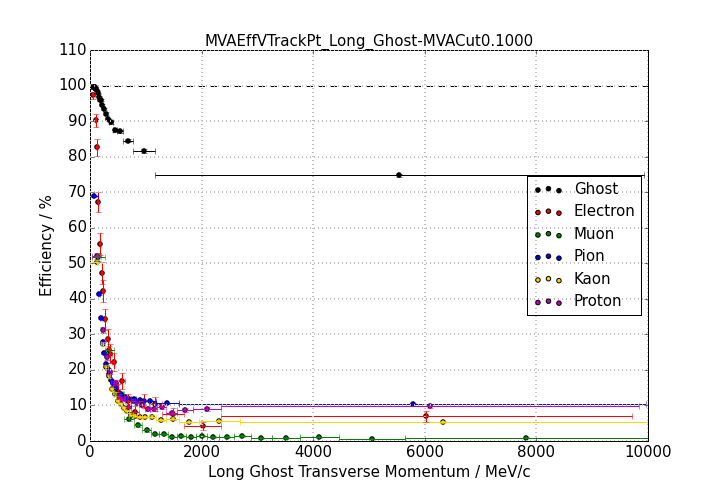 MVAEffVTrackPt_Long_Ghost-MVACut0.1000
110
100
90
80
70
60
50
40
30
20
10
0
Efficiency / %
Ghost
Electron
Muon
Pion
Kaon
Proton
0 2000 4000 6000 8000 10000
Long Ghost Transverse Momentum / MeV/c